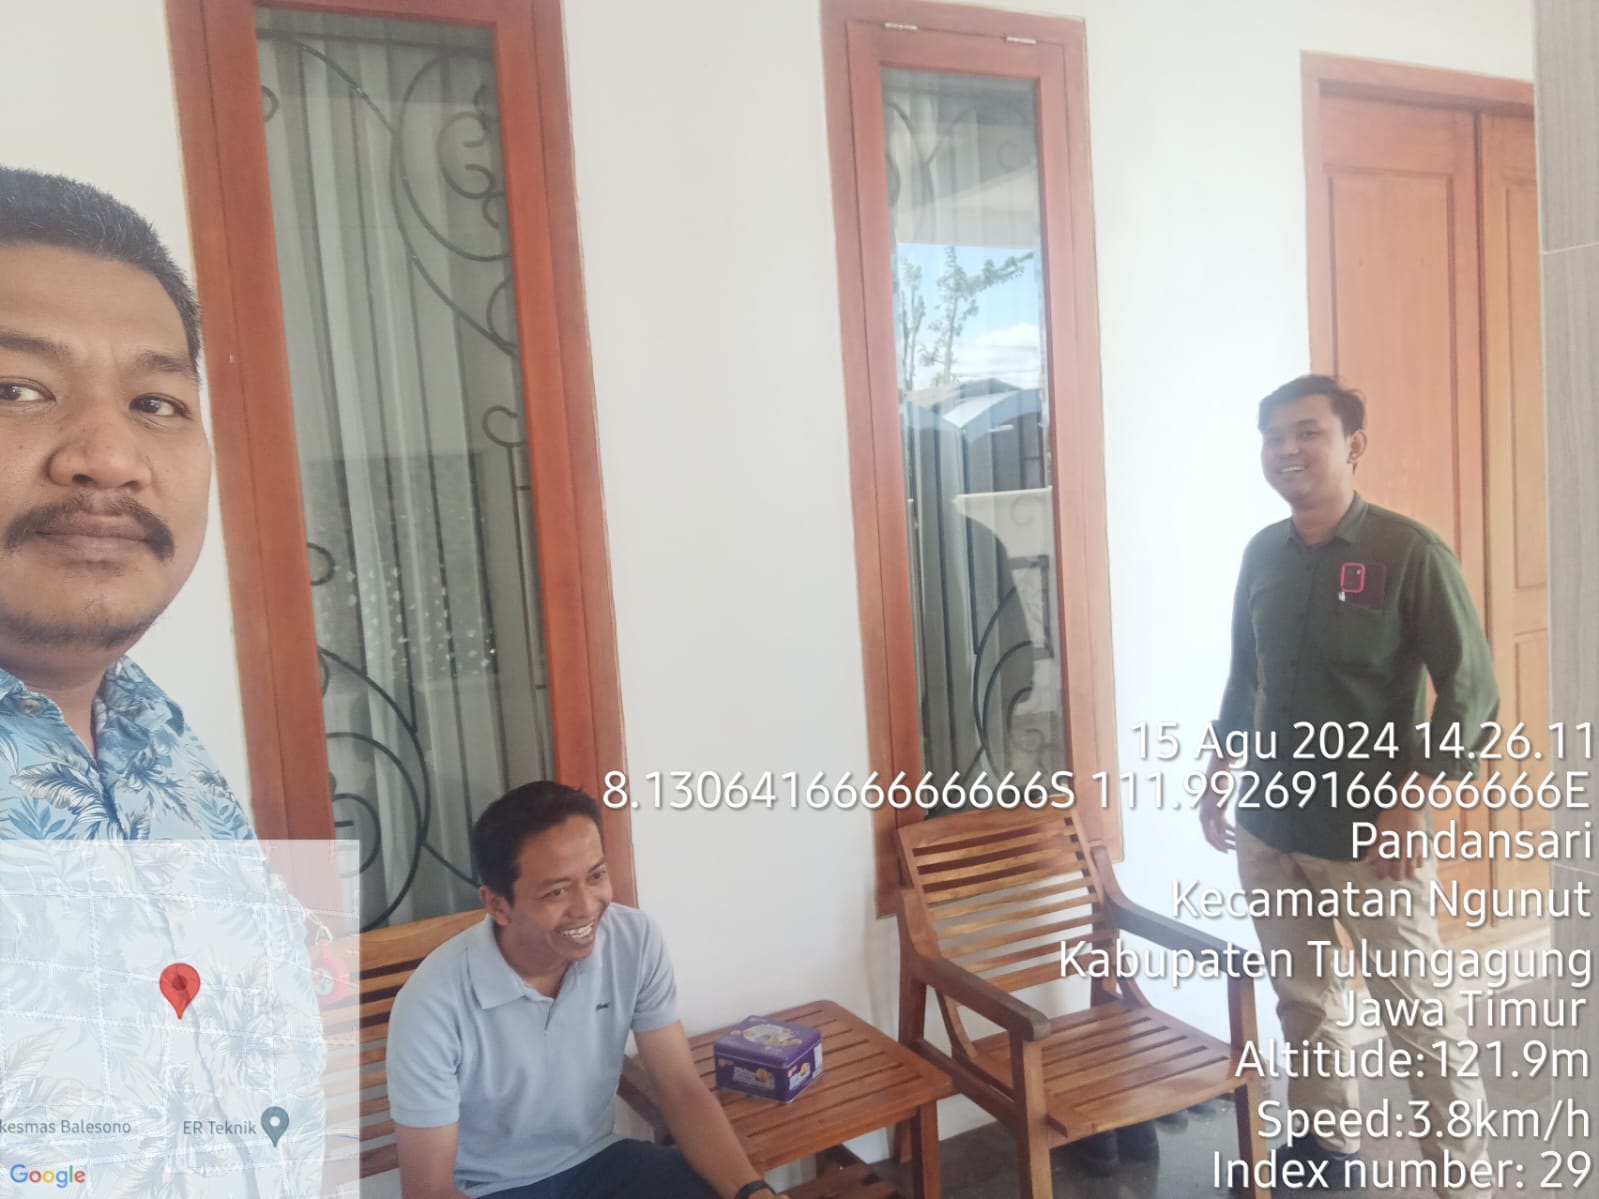 15 Agu 2024 14.26.11
8.130641666666666S 111.99269166666666E
Pandansari
Kecamatan Ngunut
Kabupaten Tulungagung
Jawa Timur
Altitude:121.9m
Speed:3.8km/h
Index number: 29
kesmas Balesono
ER Teknik
Google